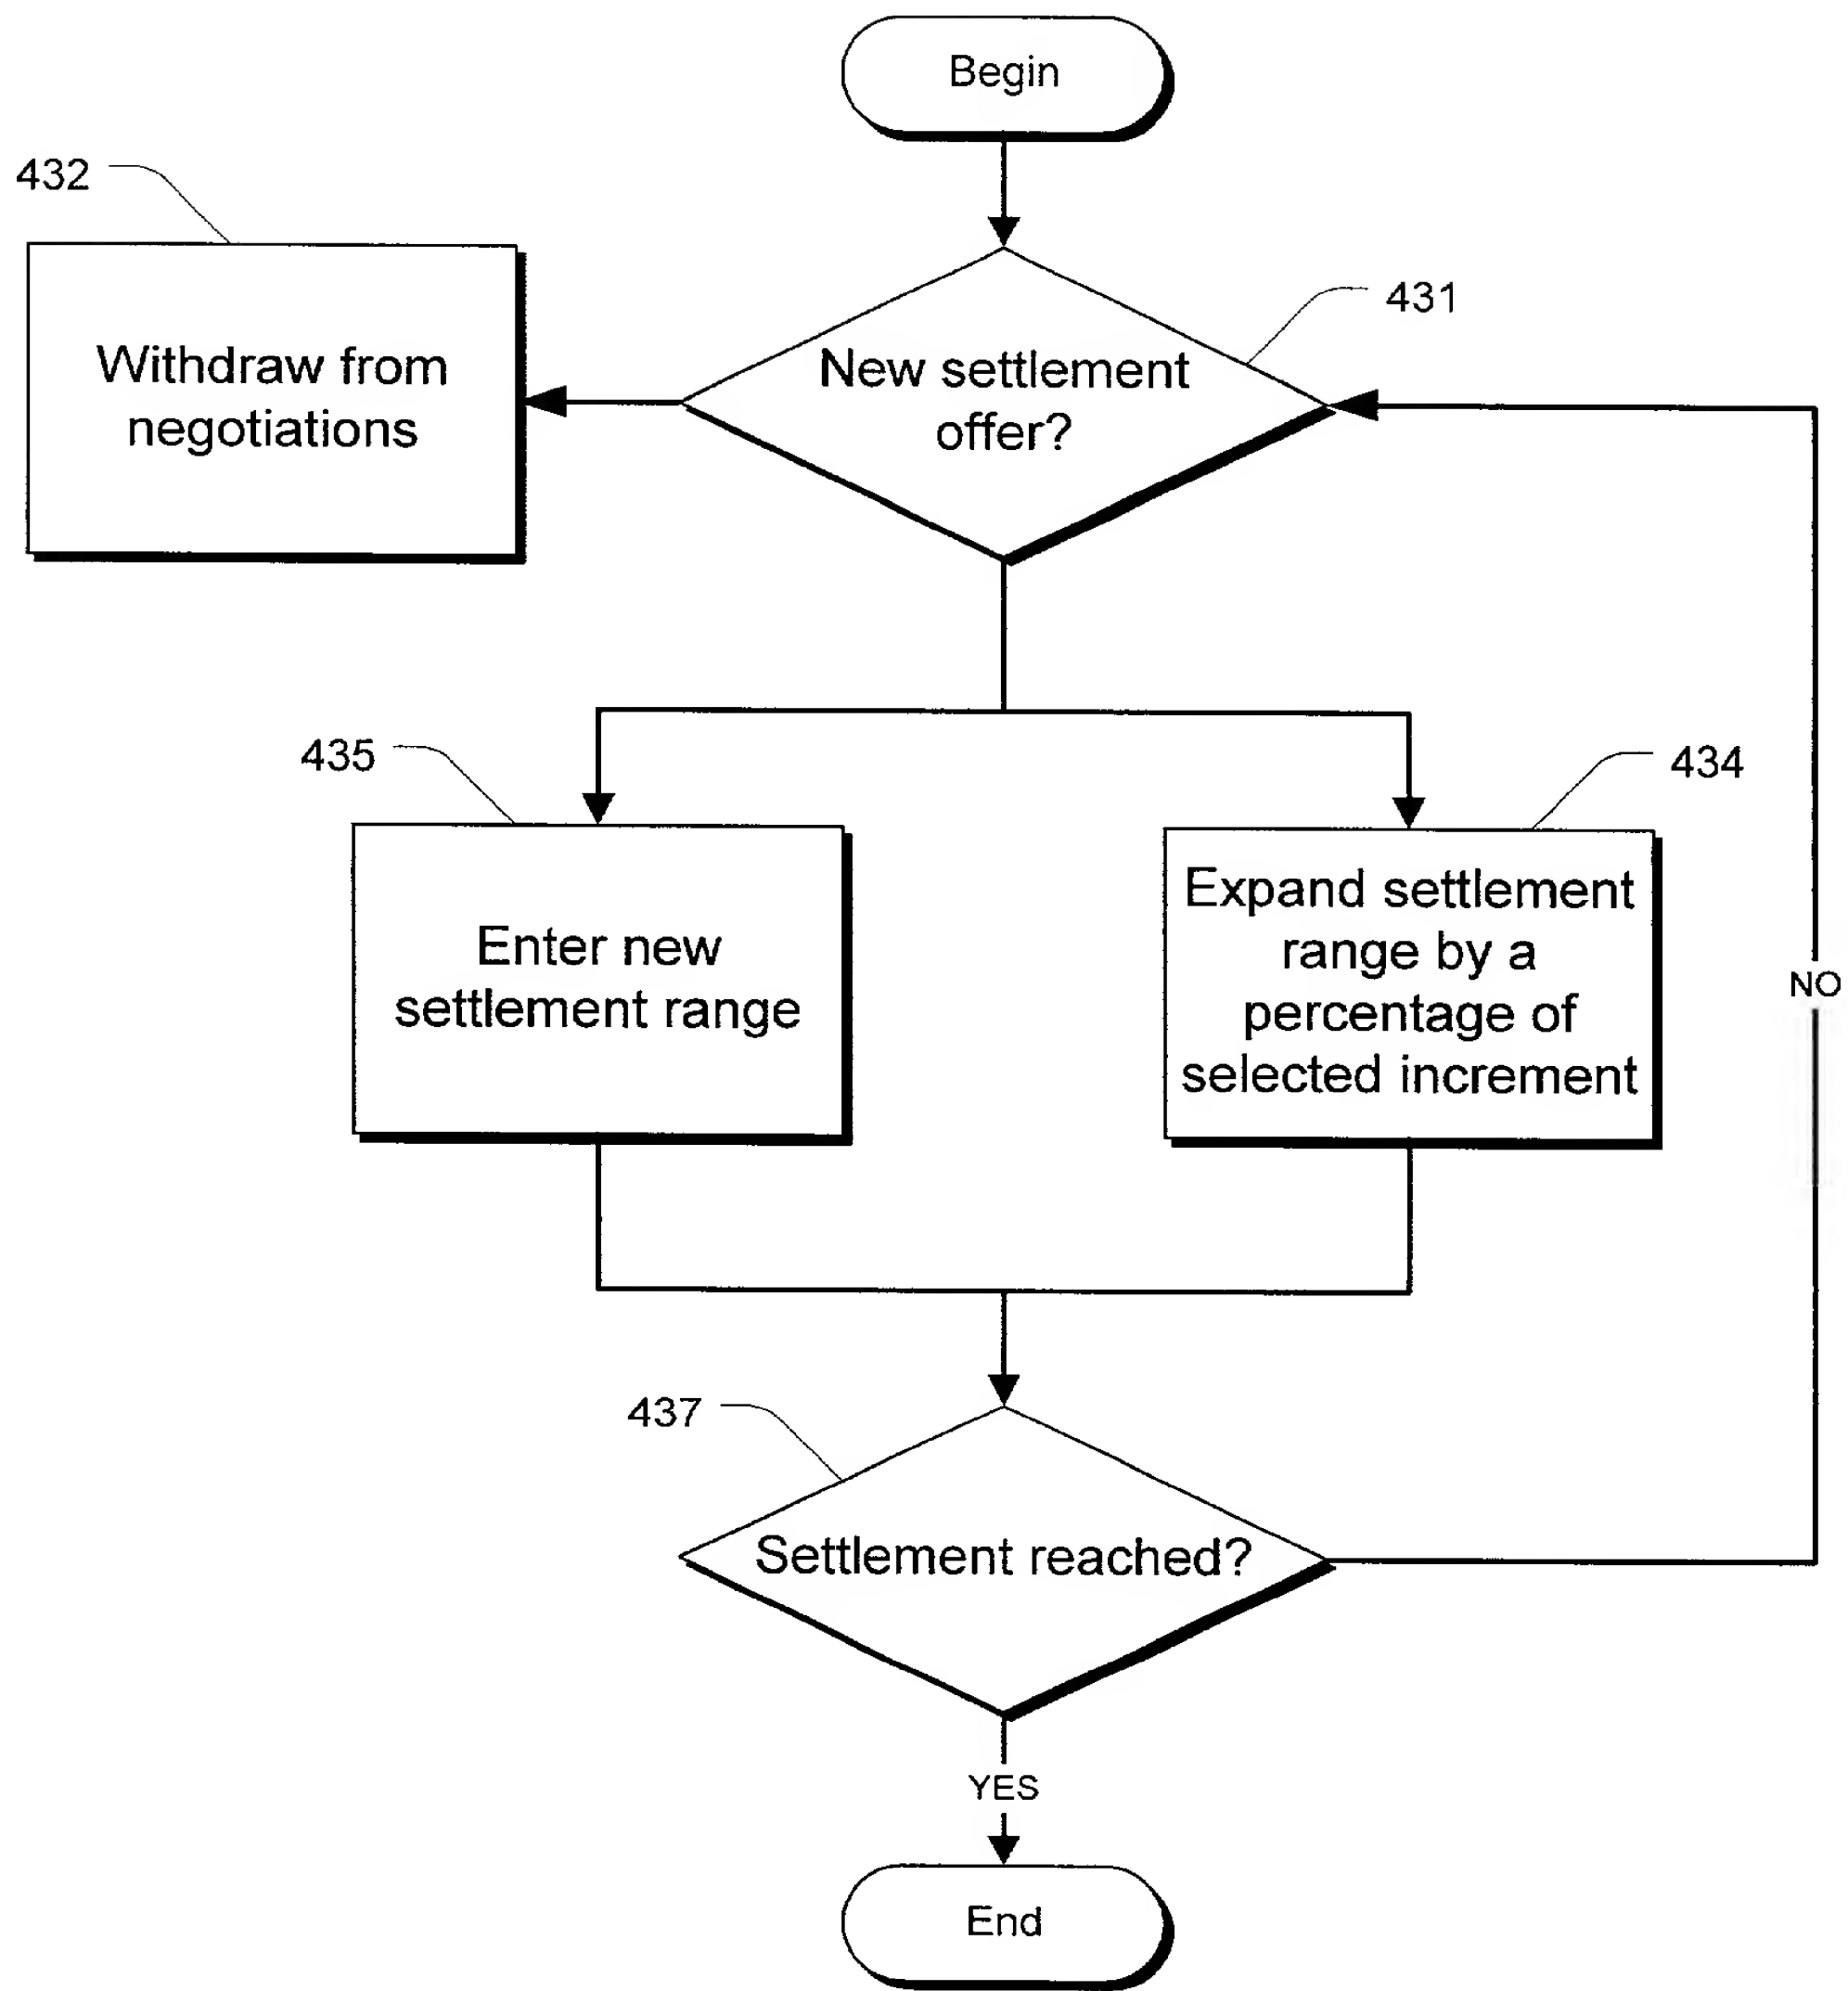 Begin
432
431
Withdraw from
negotiations
New settlement
offer?
435
434
Enter new
settlement range
Expand settlement
range by a
percentage of
selected increment
NO
437
Settlement reached?
YES
End